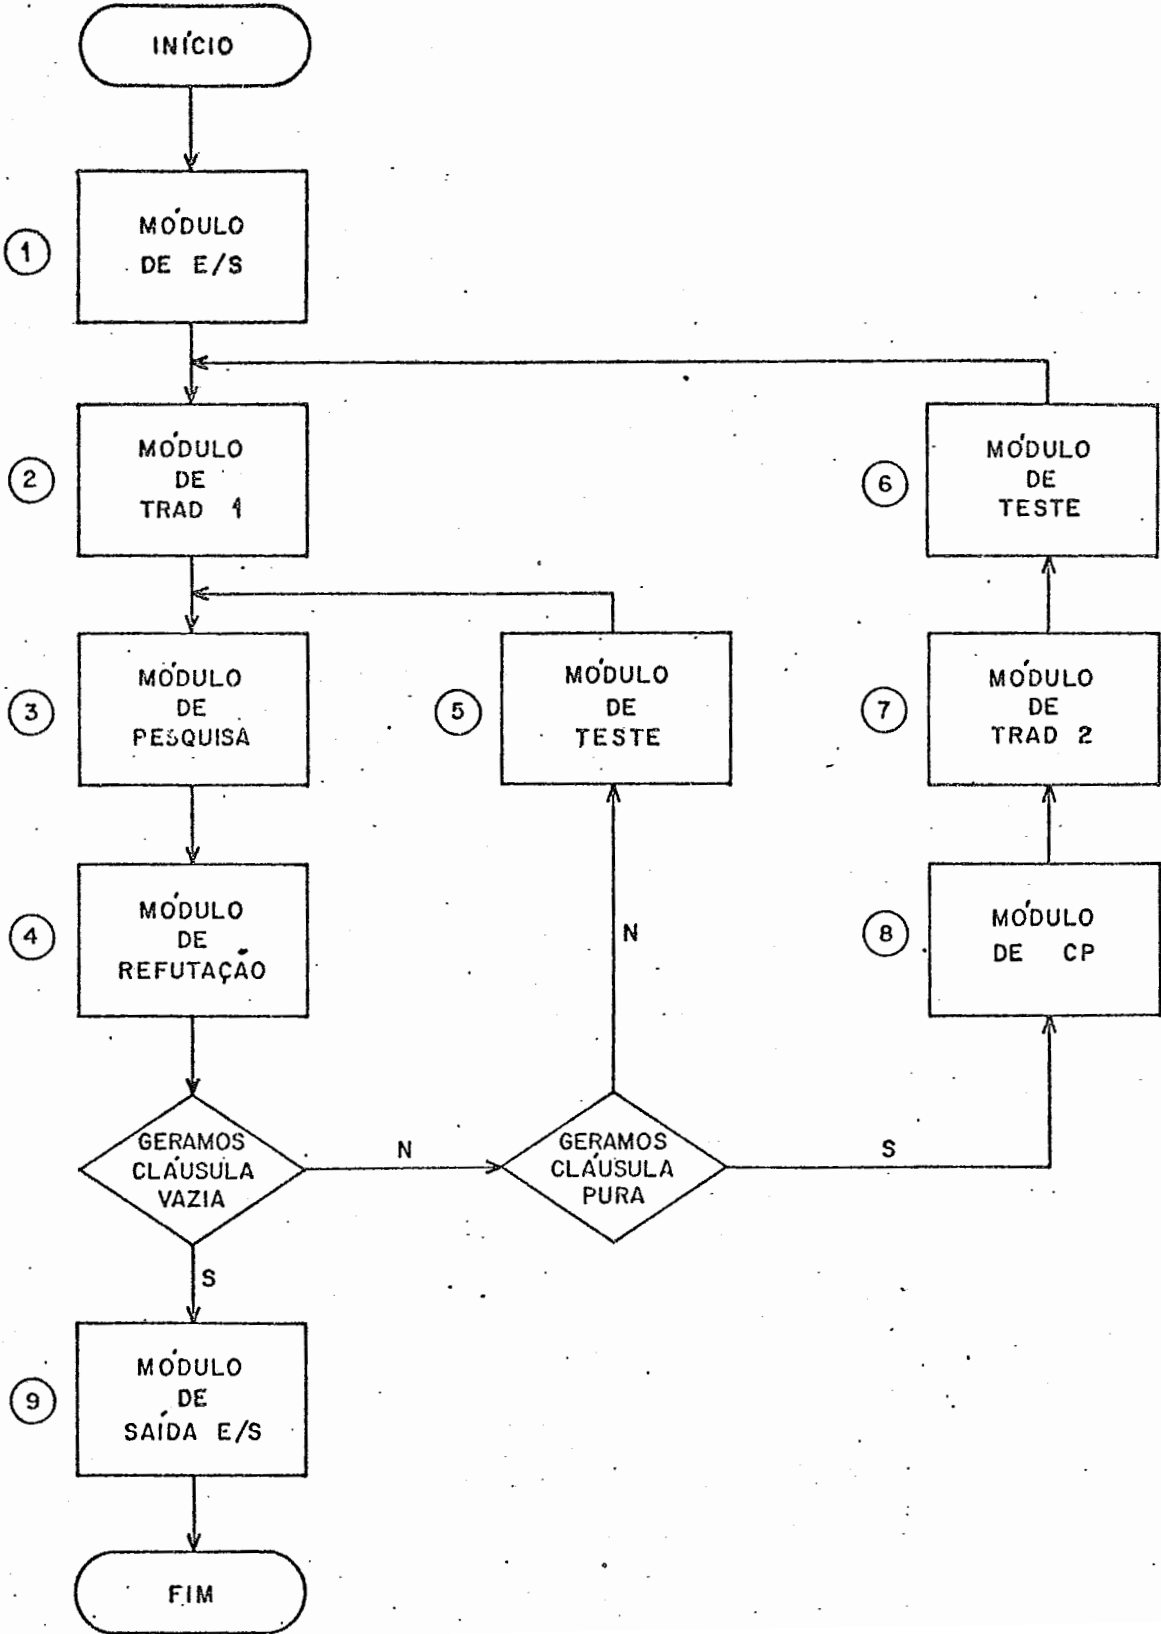 INÍCIO
1
MÓDULO
DE E/S
2
MÓDULO
DE
TRAD 1
6
MÓDULO
DE
TESTE
3
MÓDULO
DE
PESQUISA
5
MÓDULO
DE
TESTE
7
MÓDULO
DE
TRAD 2
4
MÓDULO
DE
REFUTAÇÃO
N
8
MÓDULO
DE CP
GERAMOS
CLÁUSULA
VAZIA
N
GERAMOS
CLÁUSULA
PURA
S
S
9
MÓDULO
DE
SAÍDA E/S
FIM